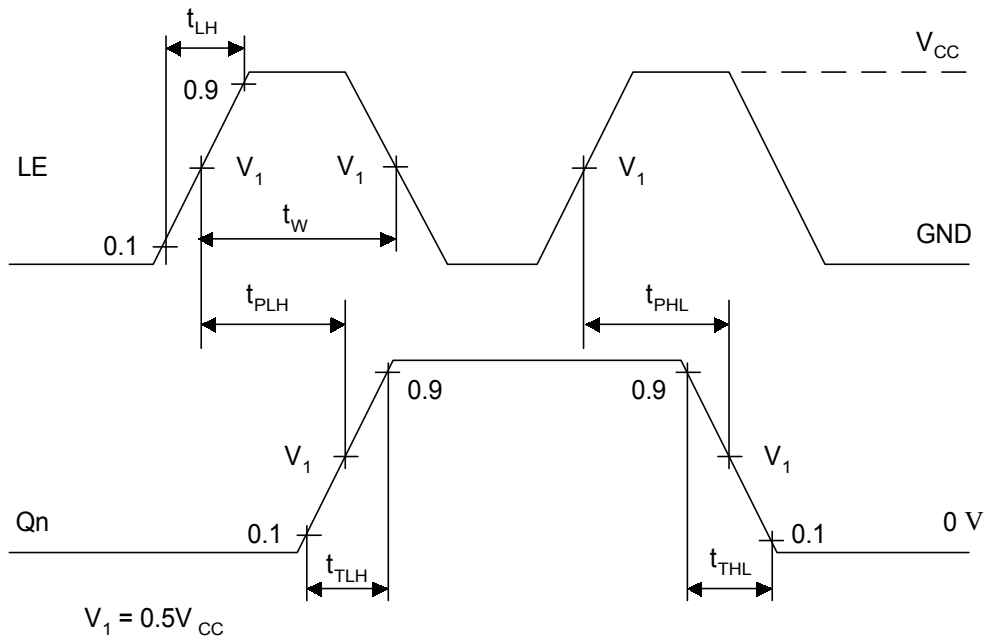 t_LH
V_CC
0.9
LE
V_1
V_1
V_1
t_W
0.1
GND
t_PLH
t_PHL
0.9
0.9
V_1
V_1
Qn
0.1
0.1
0 V
t_TLH
t_THL
V_1 = 0.5V_CC